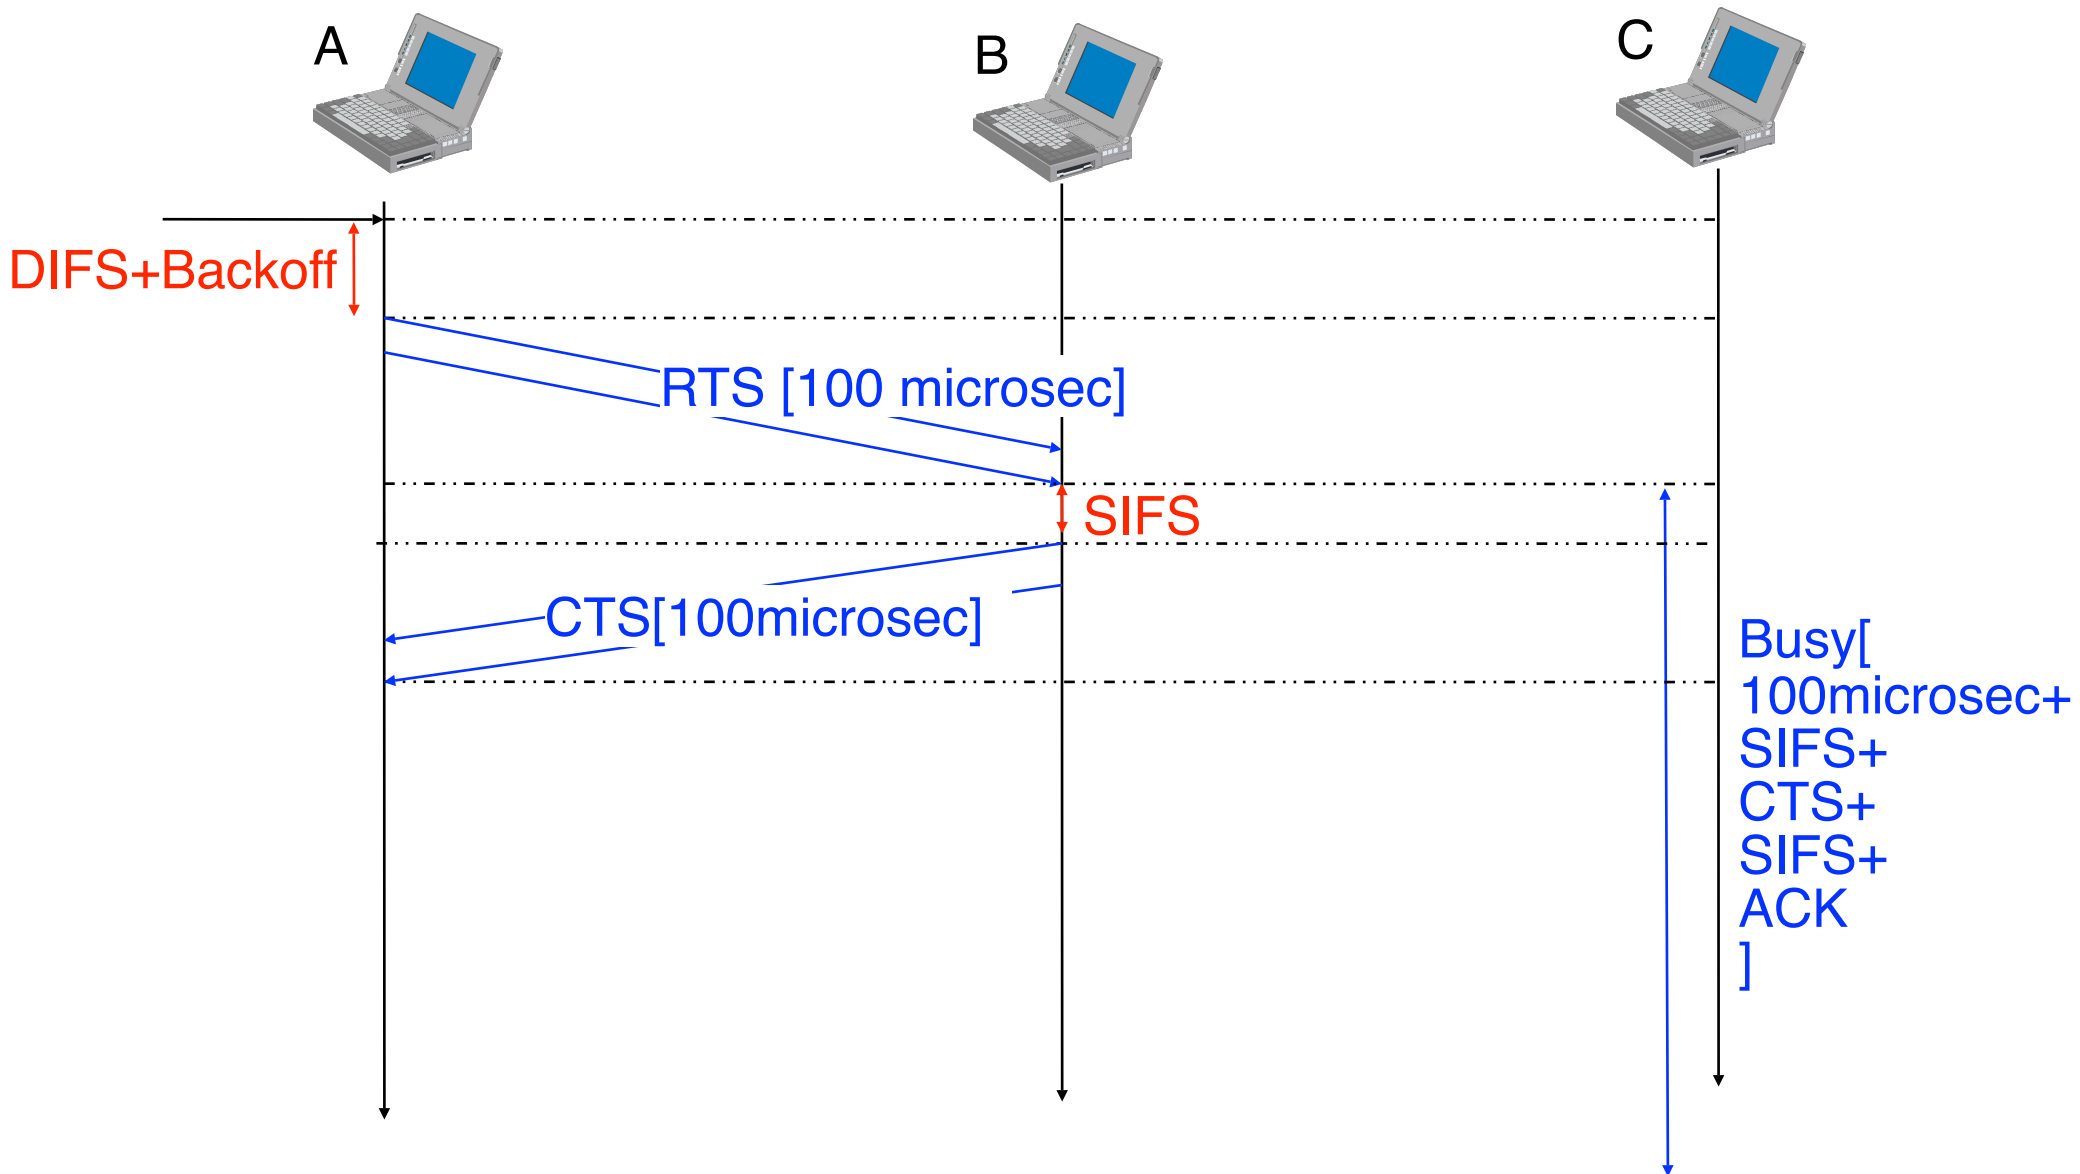 A
B
C
DIFS+Backoff
RTS [100 microsec]
SIFS
CTS[100microsec]
Busy[
100microsec+
SIFS+
CTS+
SIFS+
ACK
]